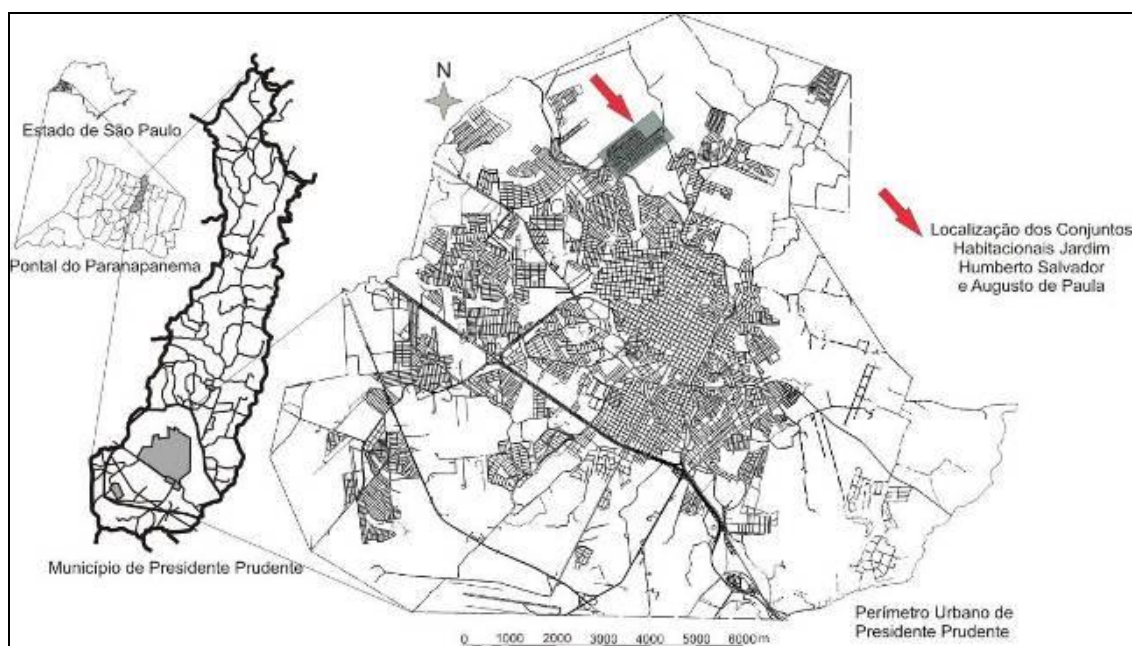 Estado de São Paulo
Pontal do Paranapanema
Município de Presidente Prudente
N
Localização dos Conjuntos
Habitacionais Jardim
Humberto Salvador
e Augusto de Paula
Perímetro Urbano de
Presidente Prudente
0 1000 2000 3000 4000 5000 6000m